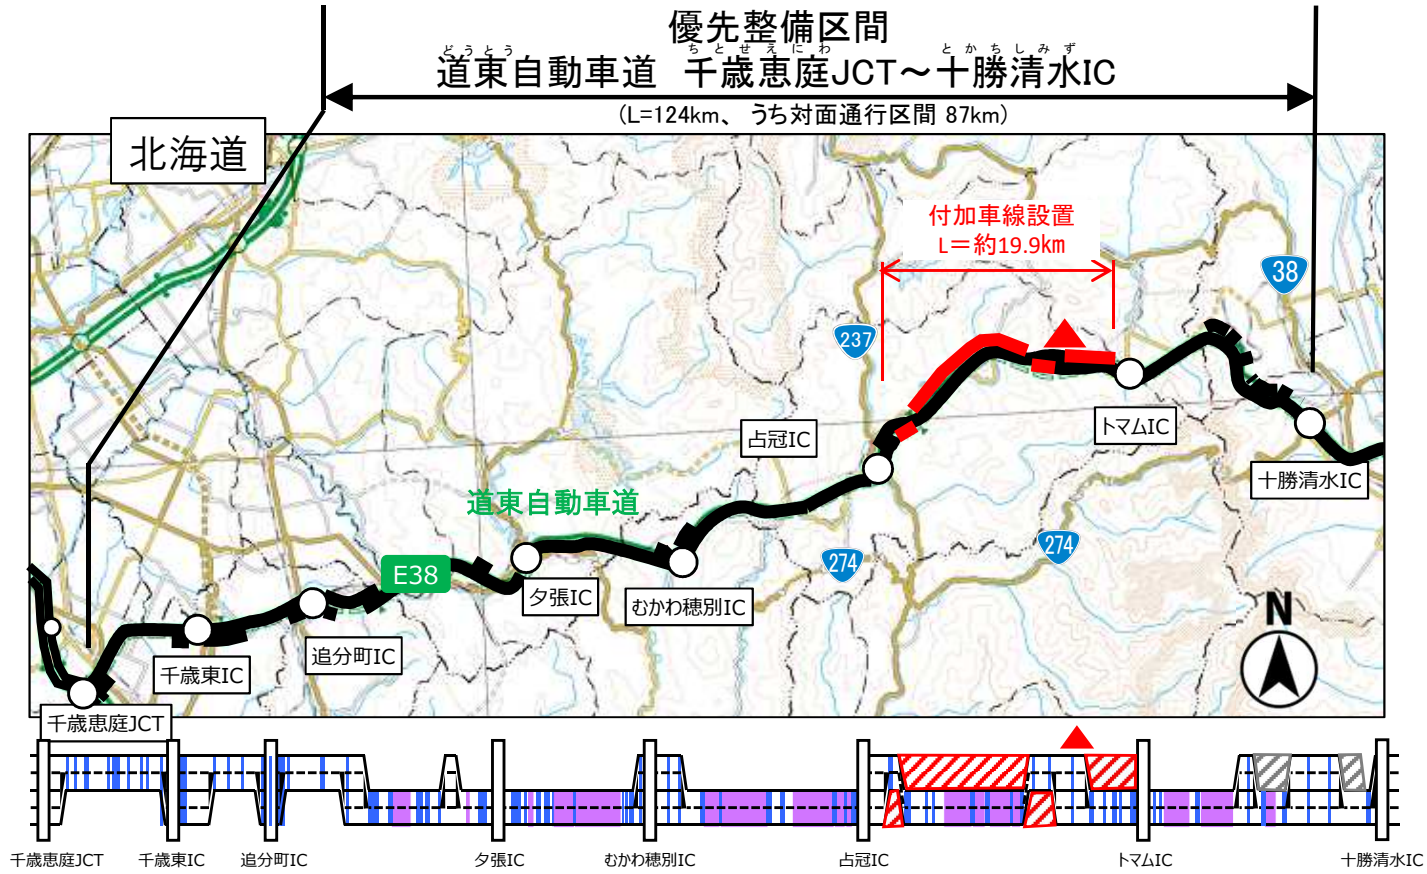 優先整備区間
どうとう ちとせえにわ とかちしみず
道東自動車道 千歳恵庭JCT～十勝清水IC
(L=124km、うち対面通行区間 87km)
北海道
付加車線設置
L＝約19.9km
38
237
占冠IC
トマムIC
十勝清水IC
道東自動車道
274
274
E38
夕張IC
むかわ穂別IC
追分町IC
千歳東IC
千歳恵庭JCT
N
千歳恵庭JCT 千歳東IC 追分町IC 夕張IC むかわ穂別IC 占冠IC トマムIC 十勝清水IC